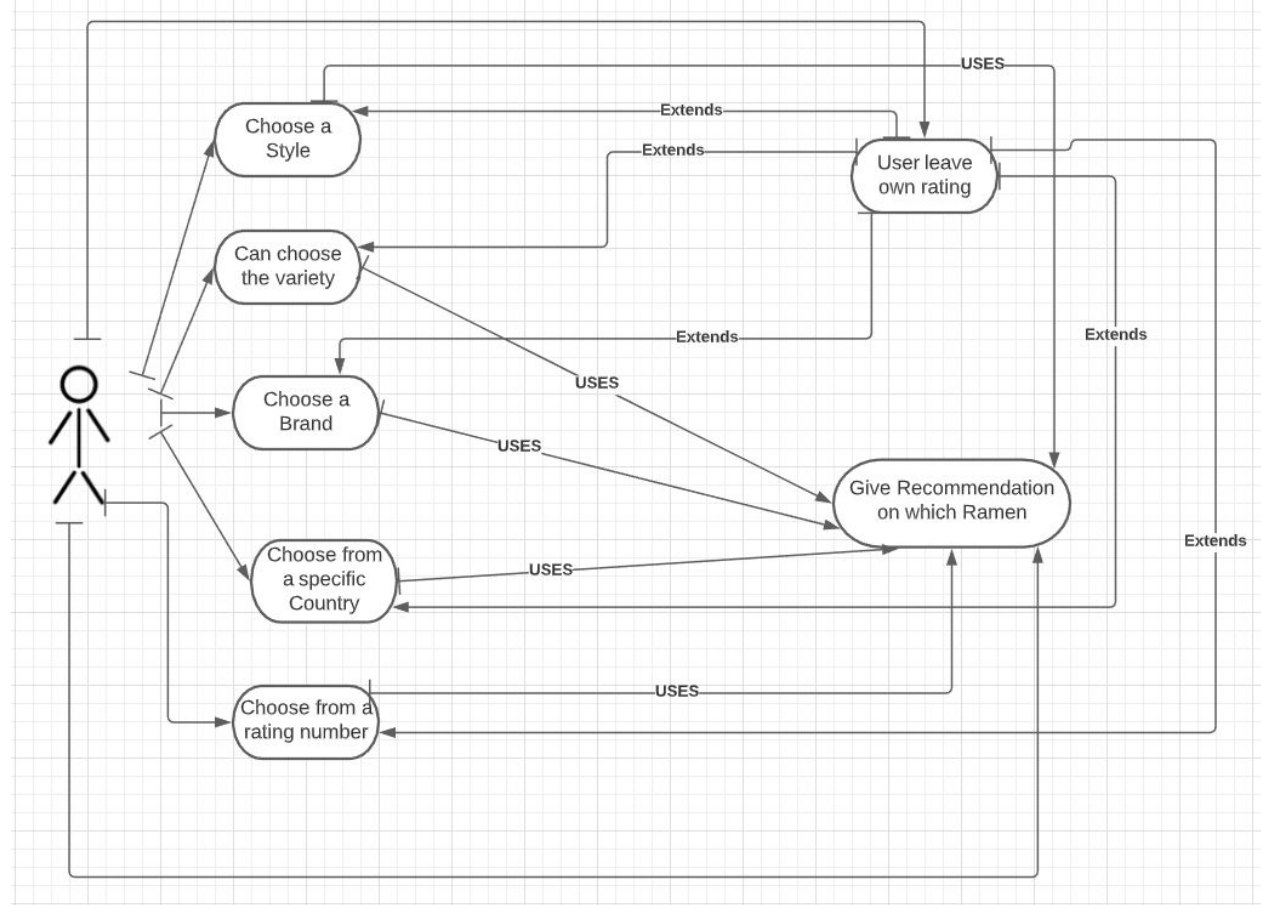 USES
Extends
Choose a
Style
Extends
User leave
own rating
Can choose
the variety
Extends
Extends
USES
Choose a
Brand
USES
Give Recommendation
on which Ramen
Extends
Choose from
a specific
Country
USES
USES
Choose from a
rating number